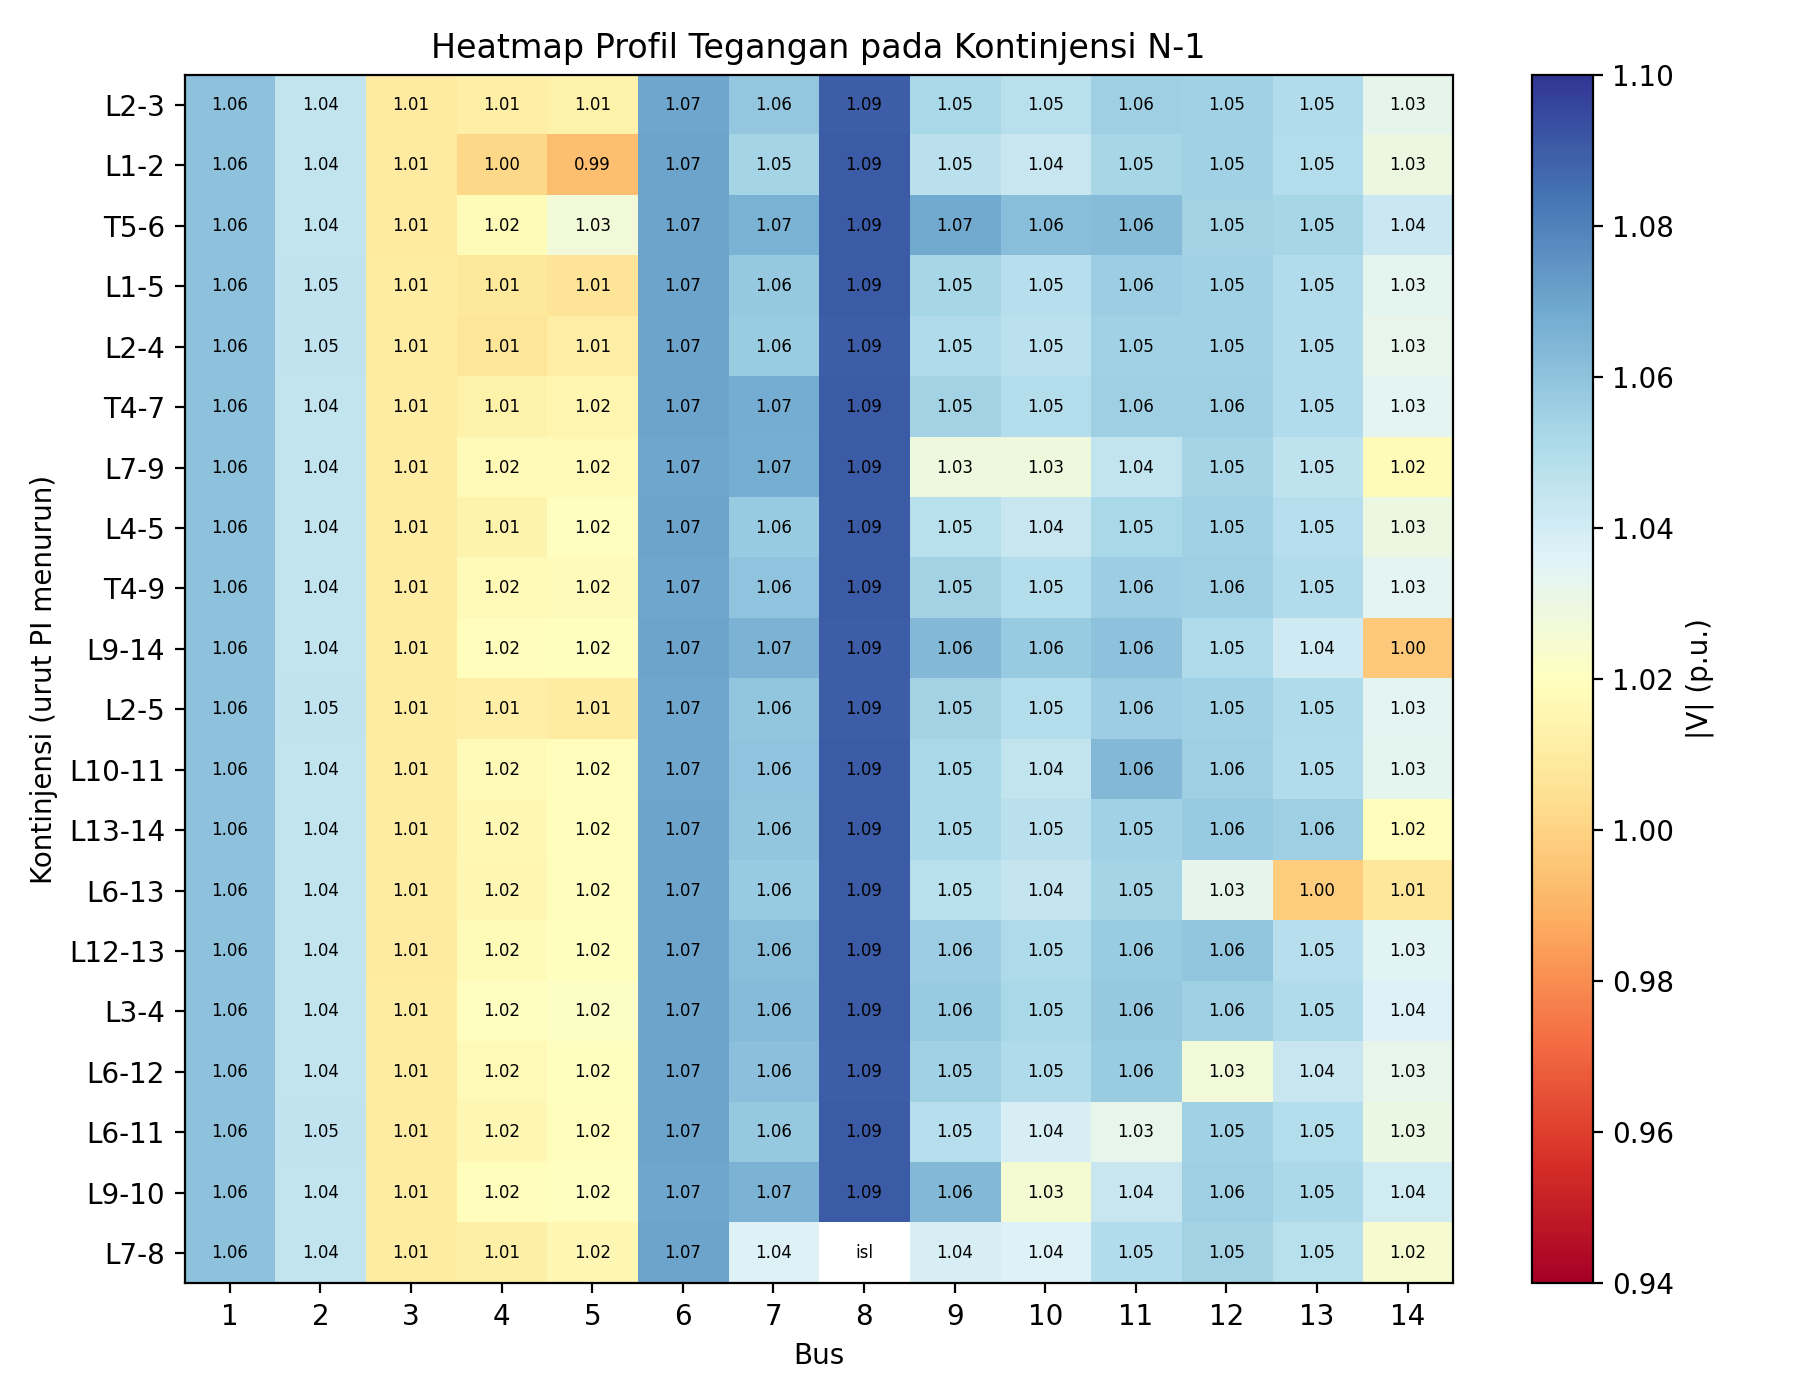 Heatmap Profil Tegangan pada Kontinjensi N-1
Kontinjensi (urut PI menurun)
L2-3 1.06 1.04 1.01 1.01 1.01 1.07 1.06 1.09 1.05 1.05 1.06 1.05 1.05 1.03
L1-2 1.06 1.04 1.01 1.00 0.99 1.07 1.05 1.09 1.05 1.04 1.05 1.05 1.05 1.03
T5-6 1.06 1.04 1.01 1.02 1.03 1.07 1.07 1.09 1.07 1.06 1.06 1.05 1.05 1.04
L1-5 1.06 1.05 1.01 1.01 1.01 1.07 1.06 1.09 1.05 1.05 1.06 1.05 1.05 1.03
L2-4 1.06 1.05 1.01 1.01 1.01 1.07 1.06 1.09 1.05 1.05 1.05 1.05 1.05 1.03
T4-7 1.06 1.04 1.01 1.01 1.02 1.07 1.07 1.09 1.05 1.05 1.06 1.06 1.05 1.03
L7-9 1.06 1.04 1.01 1.02 1.02 1.07 1.07 1.09 1.03 1.03 1.04 1.05 1.05 1.02
L4-5 1.06 1.04 1.01 1.01 1.02 1.07 1.06 1.09 1.05 1.04 1.05 1.05 1.05 1.03
T4-9 1.06 1.04 1.01 1.02 1.02 1.07 1.06 1.09 1.05 1.05 1.06 1.06 1.05 1.03
L9-14 1.06 1.04 1.01 1.02 1.02 1.07 1.07 1.09 1.06 1.06 1.06 1.05 1.04 1.00
L2-5 1.06 1.05 1.01 1.01 1.01 1.07 1.06 1.09 1.05 1.05 1.06 1.05 1.05 1.03
L10-11 1.06 1.04 1.01 1.02 1.02 1.07 1.06 1.09 1.05 1.04 1.06 1.06 1.05 1.03
L13-14 1.06 1.04 1.01 1.02 1.02 1.07 1.06 1.09 1.05 1.05 1.05 1.06 1.06 1.02
L6-13 1.06 1.04 1.01 1.02 1.02 1.07 1.06 1.09 1.05 1.04 1.05 1.03 1.00 1.01
L12-13 1.06 1.04 1.01 1.02 1.02 1.07 1.06 1.09 1.06 1.05 1.06 1.06 1.05 1.03
L3-4 1.06 1.04 1.01 1.02 1.02 1.07 1.06 1.09 1.06 1.05 1.06 1.06 1.05 1.04
L6-12 1.06 1.04 1.01 1.02 1.02 1.07 1.06 1.09 1.05 1.05 1.06 1.03 1.04 1.03
L6-11 1.06 1.05 1.01 1.02 1.02 1.07 1.06 1.09 1.05 1.04 1.03 1.05 1.05 1.03
L9-10 1.06 1.04 1.01 1.02 1.02 1.07 1.07 1.09 1.06 1.03 1.04 1.06 1.05 1.04
L7-8 1.06 1.04 1.01 1.01 1.02 1.07 1.04 isl 1.04 1.04 1.05 1.05 1.05 1.02
1 2 3 4 5 6 7 8 9 10 11 12 13 14
Bus
1.10
1.08
1.06
1.04
1.02
1.00
0.98
0.96
0.94
|V| (p.u.)